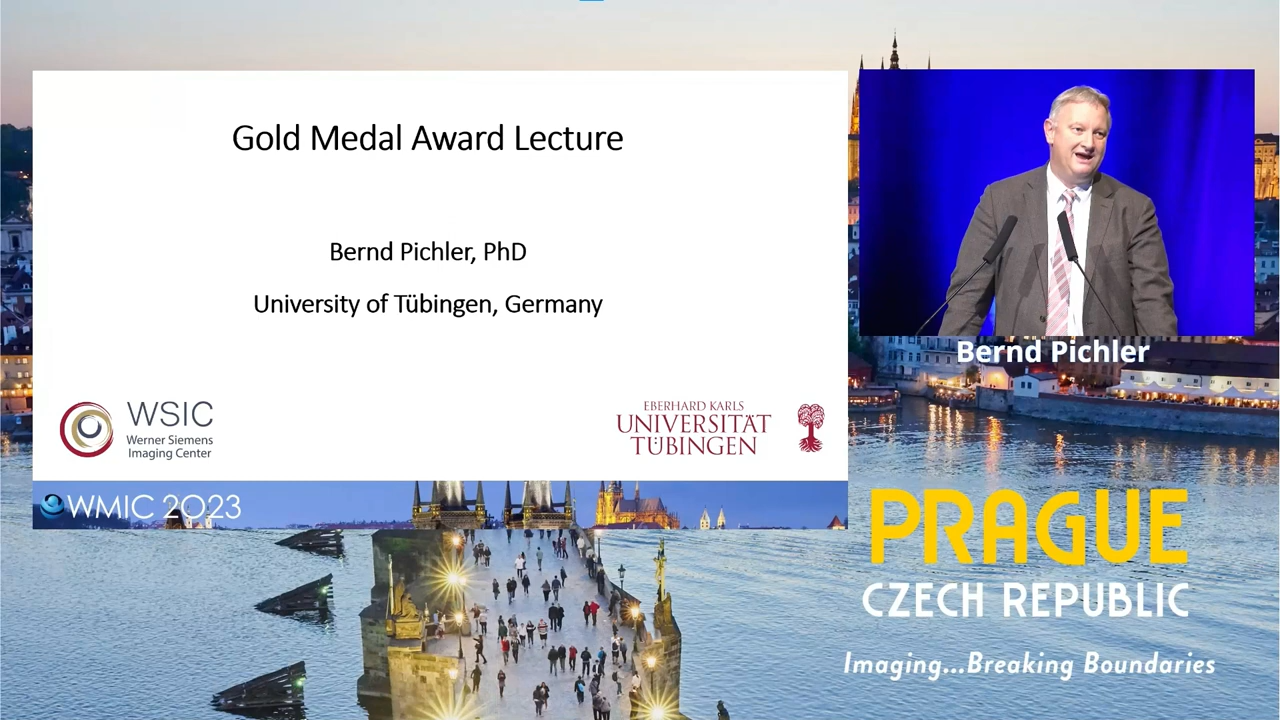 Gold Medal Award Lecture
Bernd Pichler, PhD
University of Tübingen, Germany
WSIC
Werner Siemens
Imaging Center
EBERHARD KARLS
UNIVERSITÄT
TÜBINGEN
WMIC 2023
Bernd Pichler
PRAGUE
CZECH REPUBLIC
Imaging...Breaking Boundaries